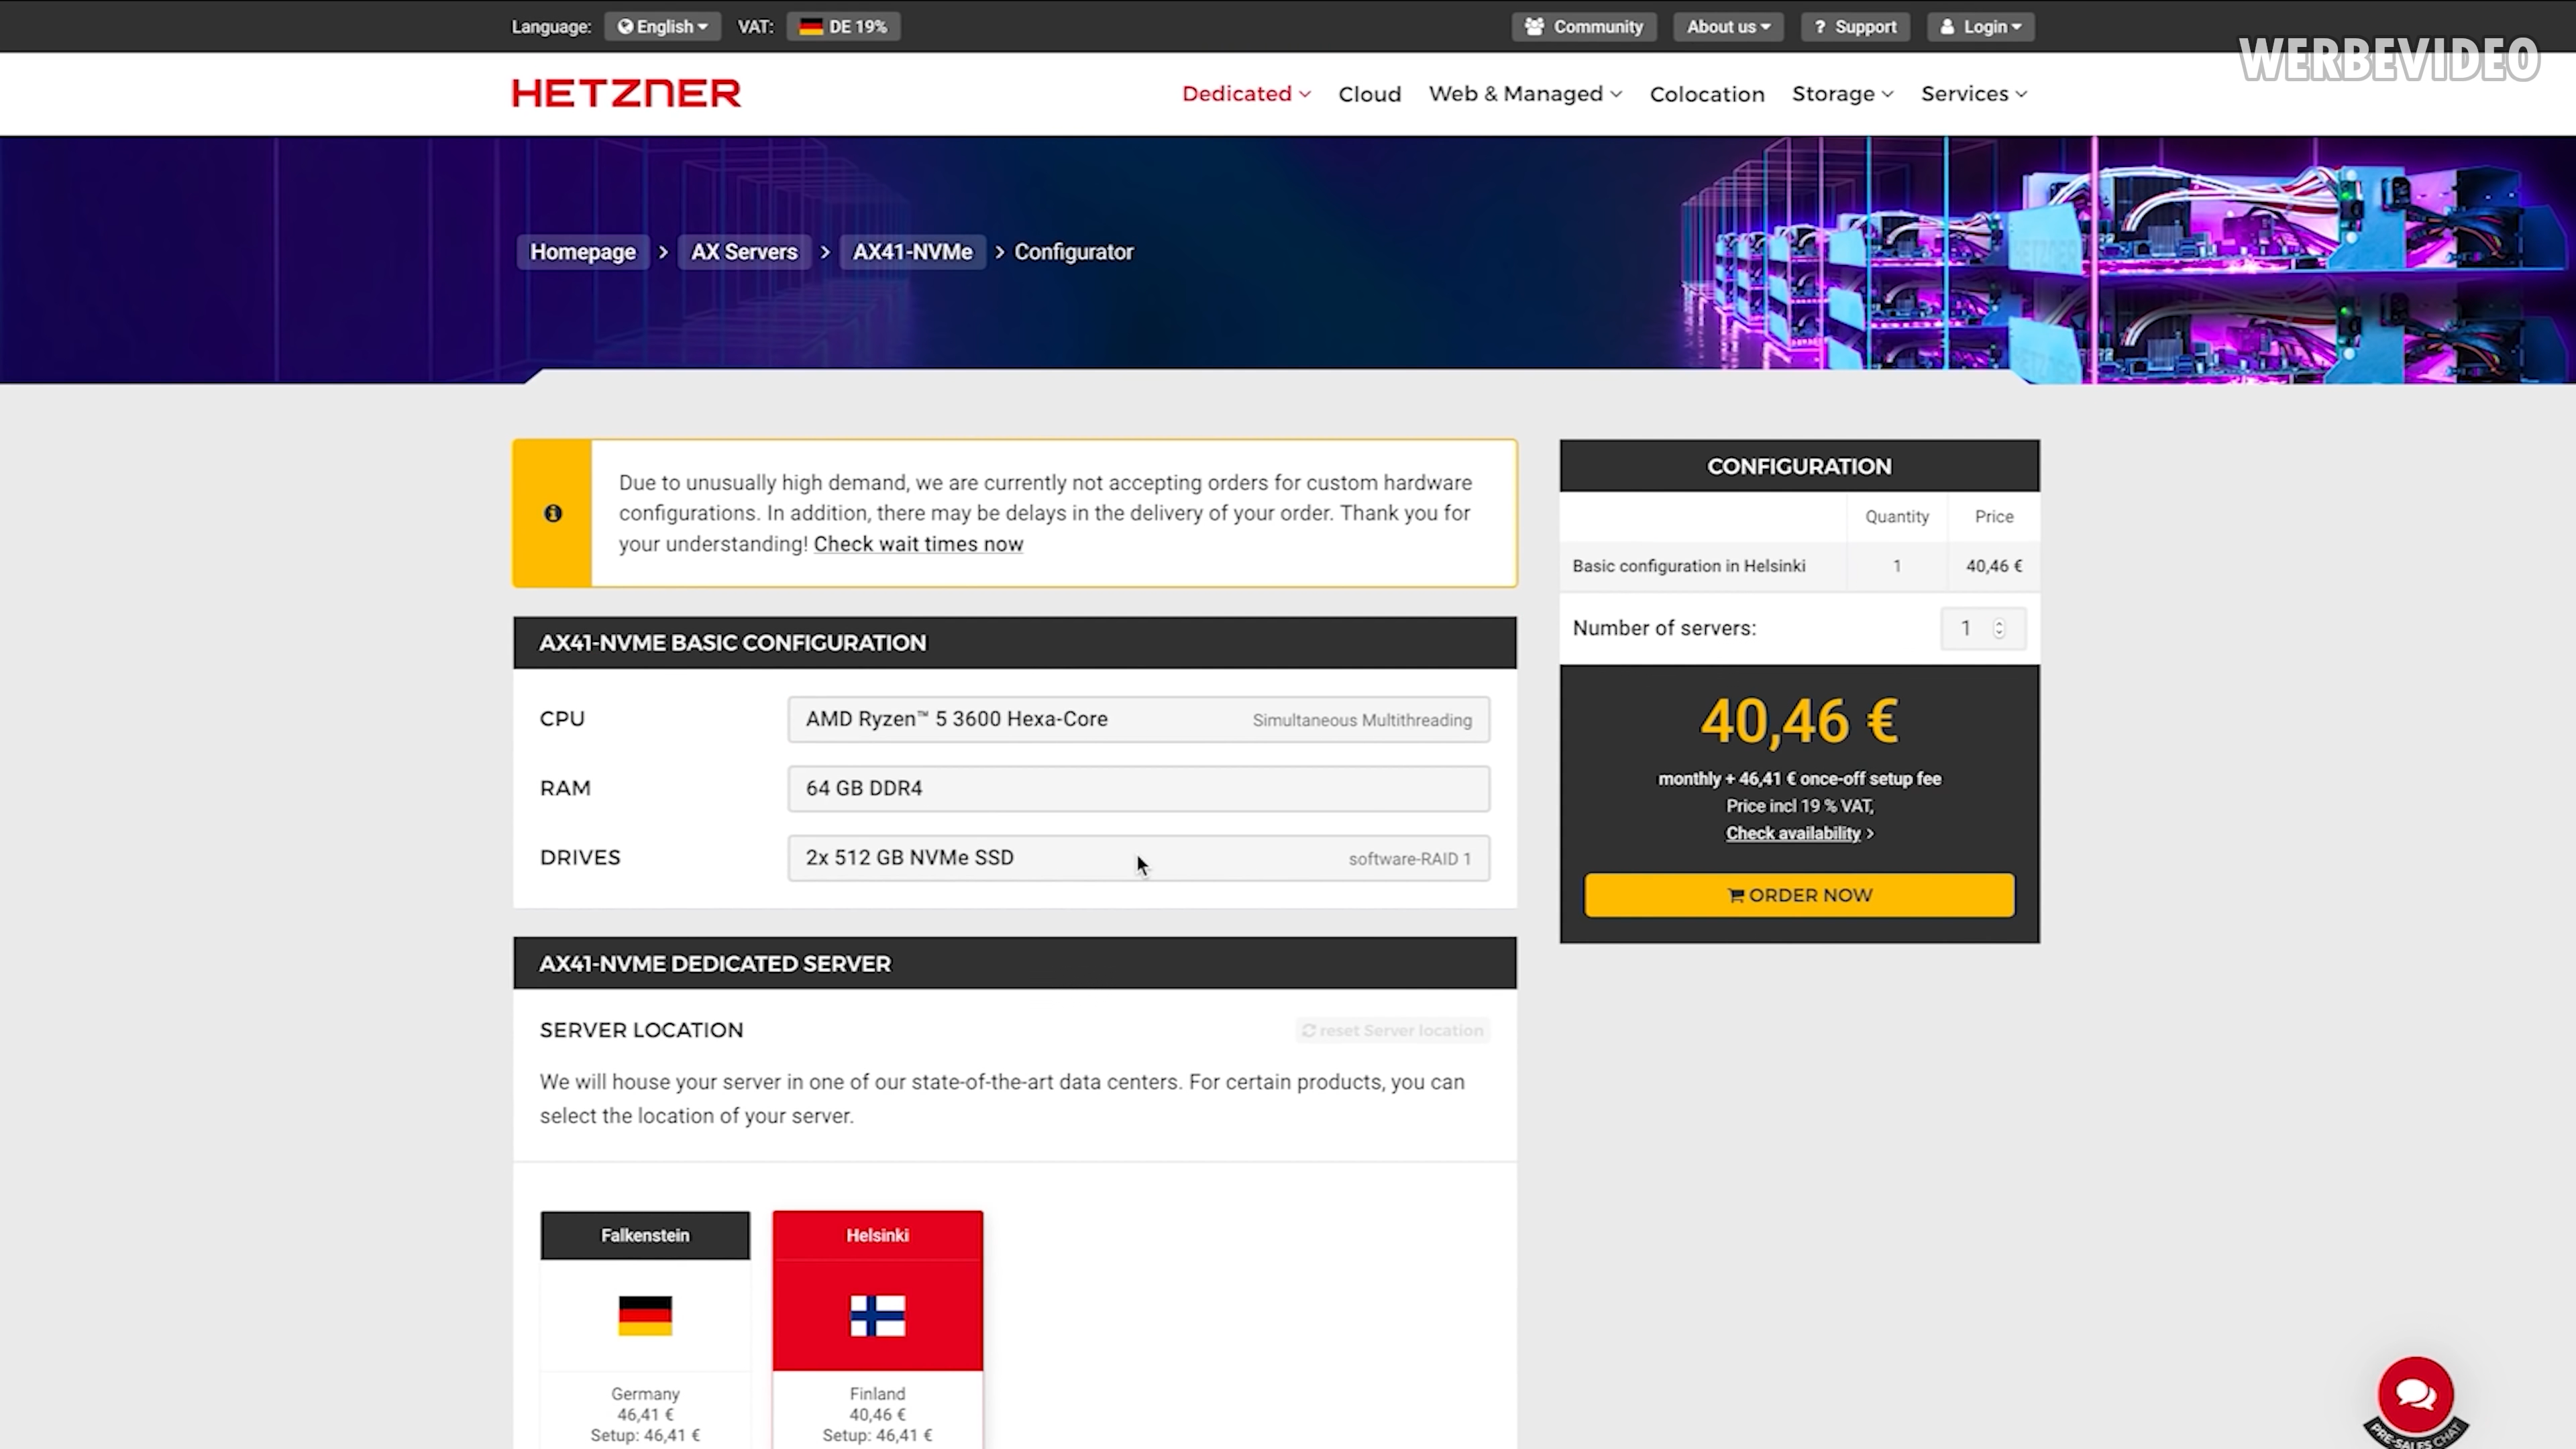 Language: English VAT: DE 19% Community About us ? Support Login
WERBEVIDEO
HETZNER Dedicated Cloud Web & Managed Colocation Storage Services
Homepage > AX Servers > AX41-NVMe > Configurator
Due to unusually high demand, we are currently not accepting orders for custom hardware
configurations. In addition, there may be delays in the delivery of your order. Thank you for
your understanding! Check wait times now
AX41-NVME BASIC CONFIGURATION
CPU AMD Ryzen™ 5 3600 Hexa-Core Simultaneous Multithreading
RAM 64 GB DDR4
DRIVES 2x 512 GB NVMe SSD software-RAID 1
AX41-NVME DEDICATED SERVER
SERVER LOCATION reset Server location
We will house your server in one of our state-of-the-art data centers. For certain products, you can
select the location of your server.
Falkenstein
Germany
46,41 €
Setup: 46,41 €
Helsinki
Finland
40,46 €
Setup: 46,41 €
CONFIGURATION
Quantity Price
Basic configuration in Helsinki 1 40,46 €
Number of servers: 1
40,46 €
monthly + 46,41 € once-off setup fee
Price incl 19 % VAT,
Check availability >
ORDER NOW
PRE-SALES CHAT